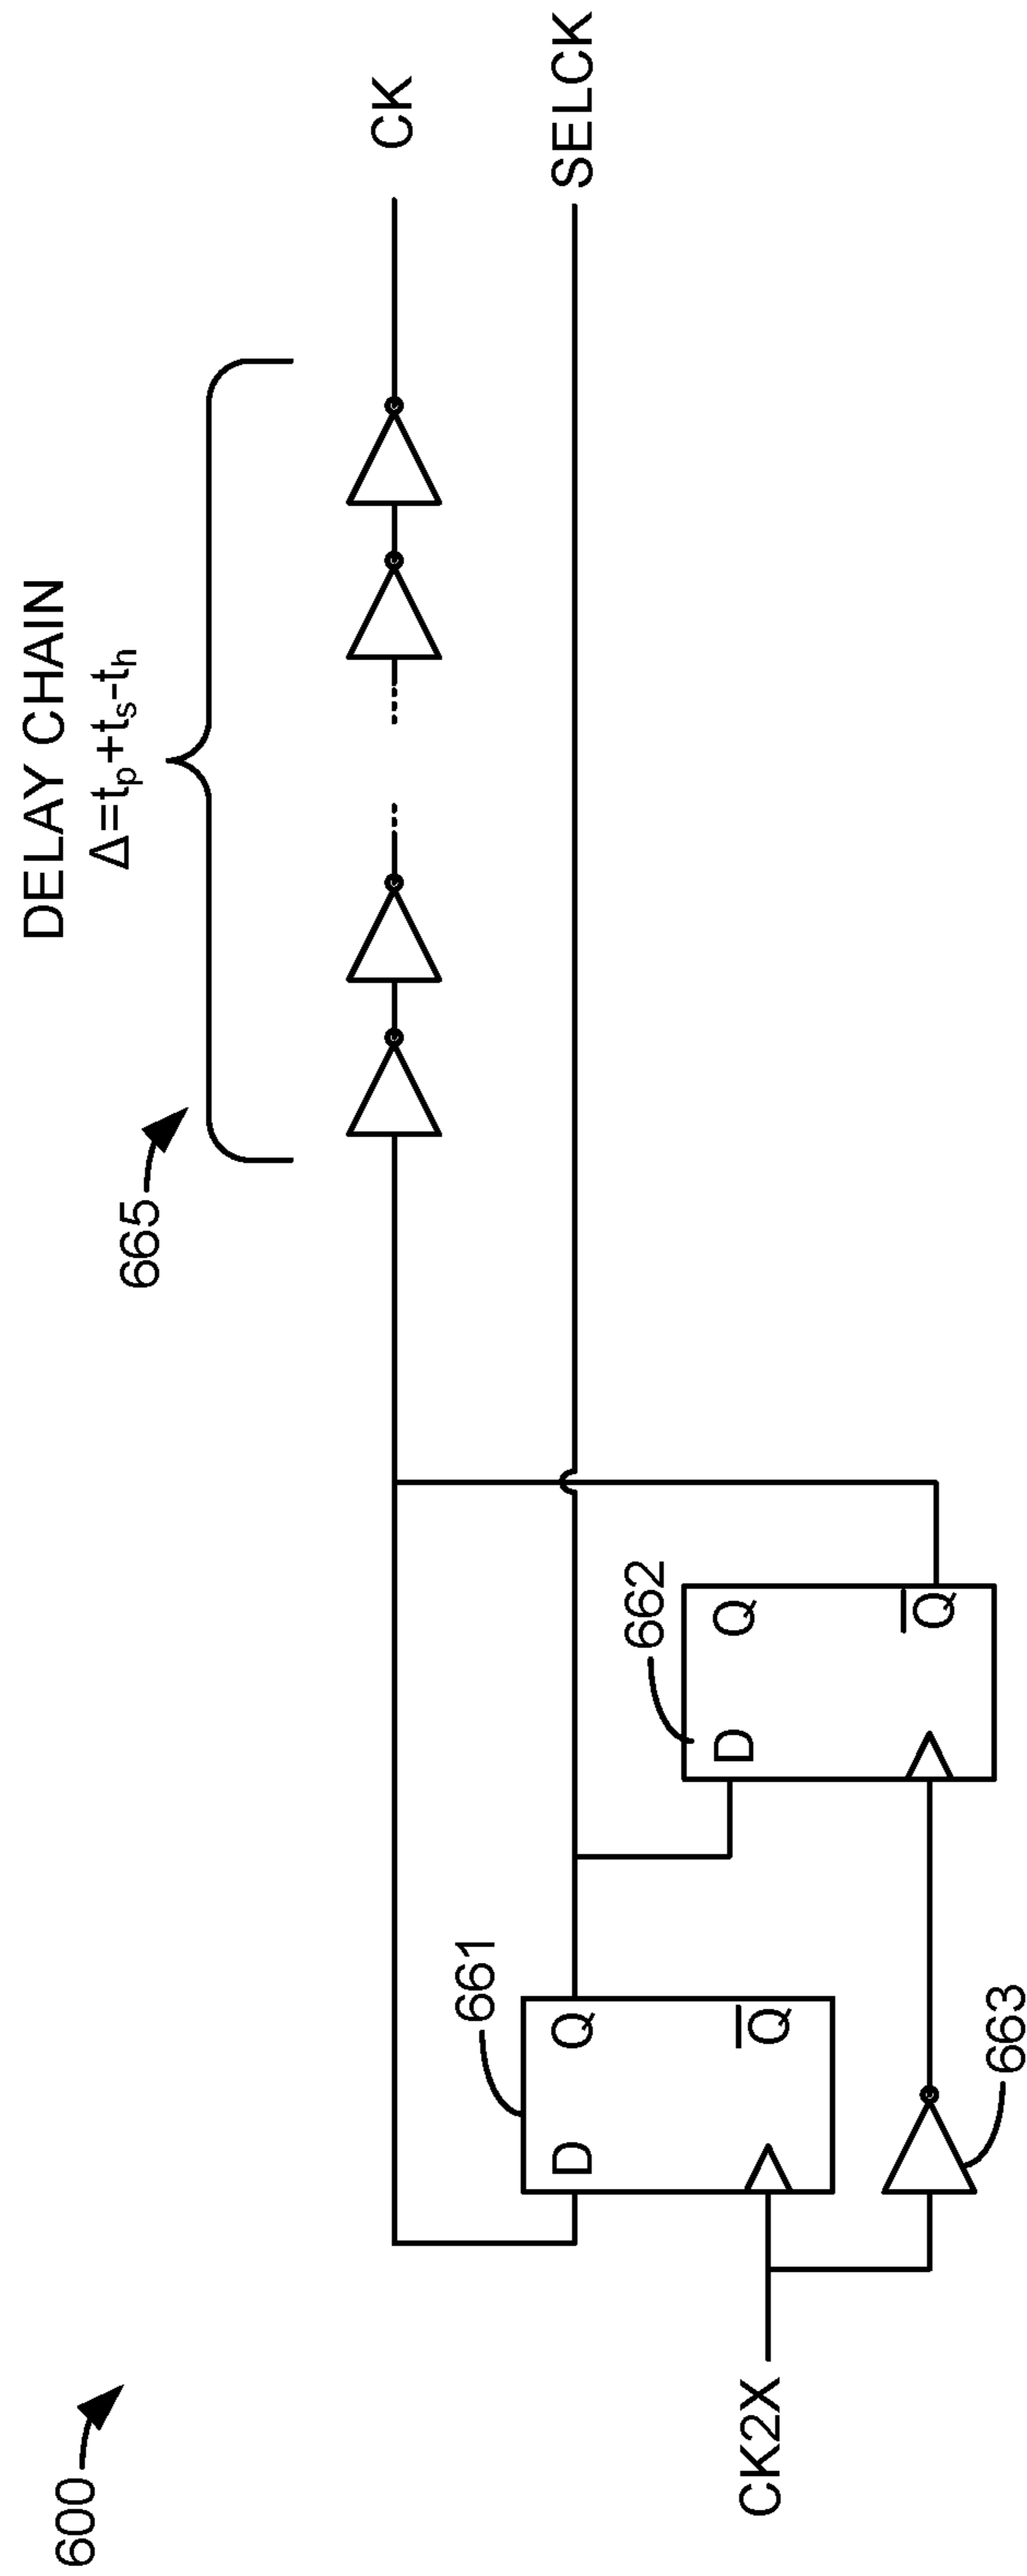 600
DELAY CHAIN
Δ=tₚ+tₛ-tₕ
665
CK
SELCK
661
D
Q
Q̅
662
D
Q
Q̅
663
CK2X